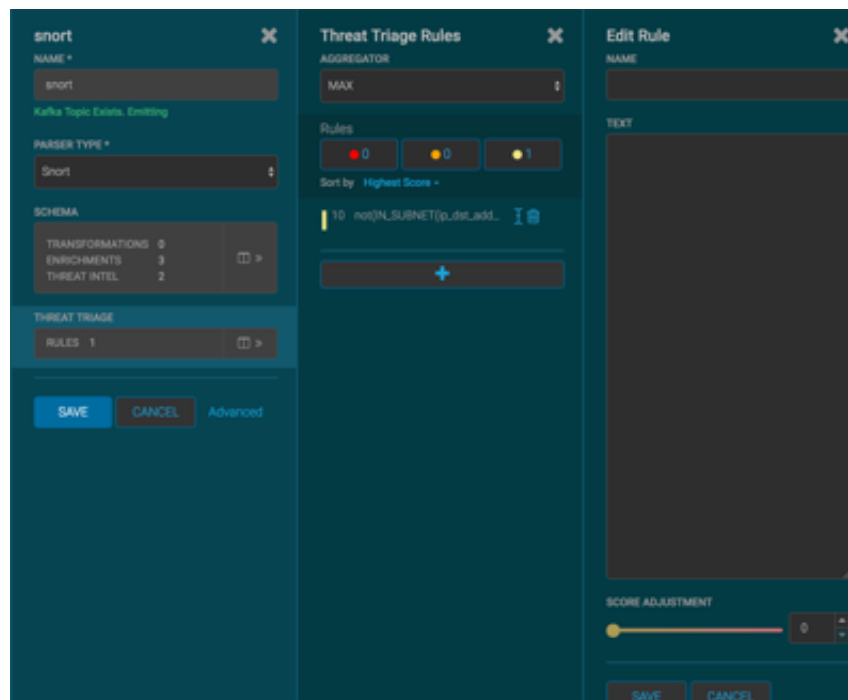 snort
NAME *
snort
Kafka Topic Exists. Emitting
PARSER TYPE *
Snort
SCHEMA
TRANSFORMATIONS 0
ENRICHMENTS 3
THREAT INTEL 2
THREAT TRIAGE
RULES 1
SAVE CANCEL Advanced
Threat Triage Rules
AGGREGATOR
MAX
Rules
0 0 1
Sort by Highest Score
10 not(IN_SUBNET(ip_dst_add...
Edit Rule
NAME
TEXT
SCORE ADJUSTMENT
0
SAVE CANCEL